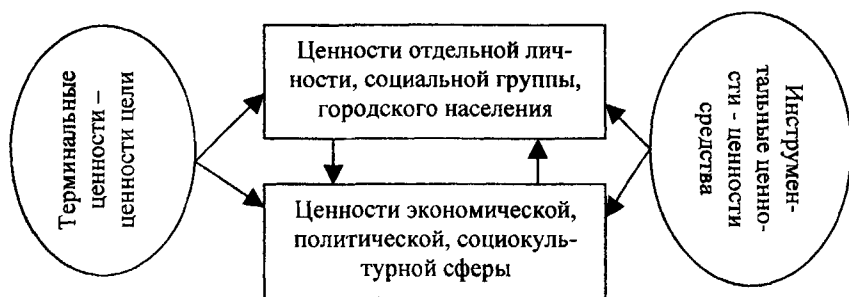 Терминальные
ценности –
ценности цели
Ценности отдельной лич-
ности, социальной группы,
городского населения
Ценности экономической,
политической, социокуль-
турной сферы
Инструмен-
тальные ценно-
сти - ценности
средства